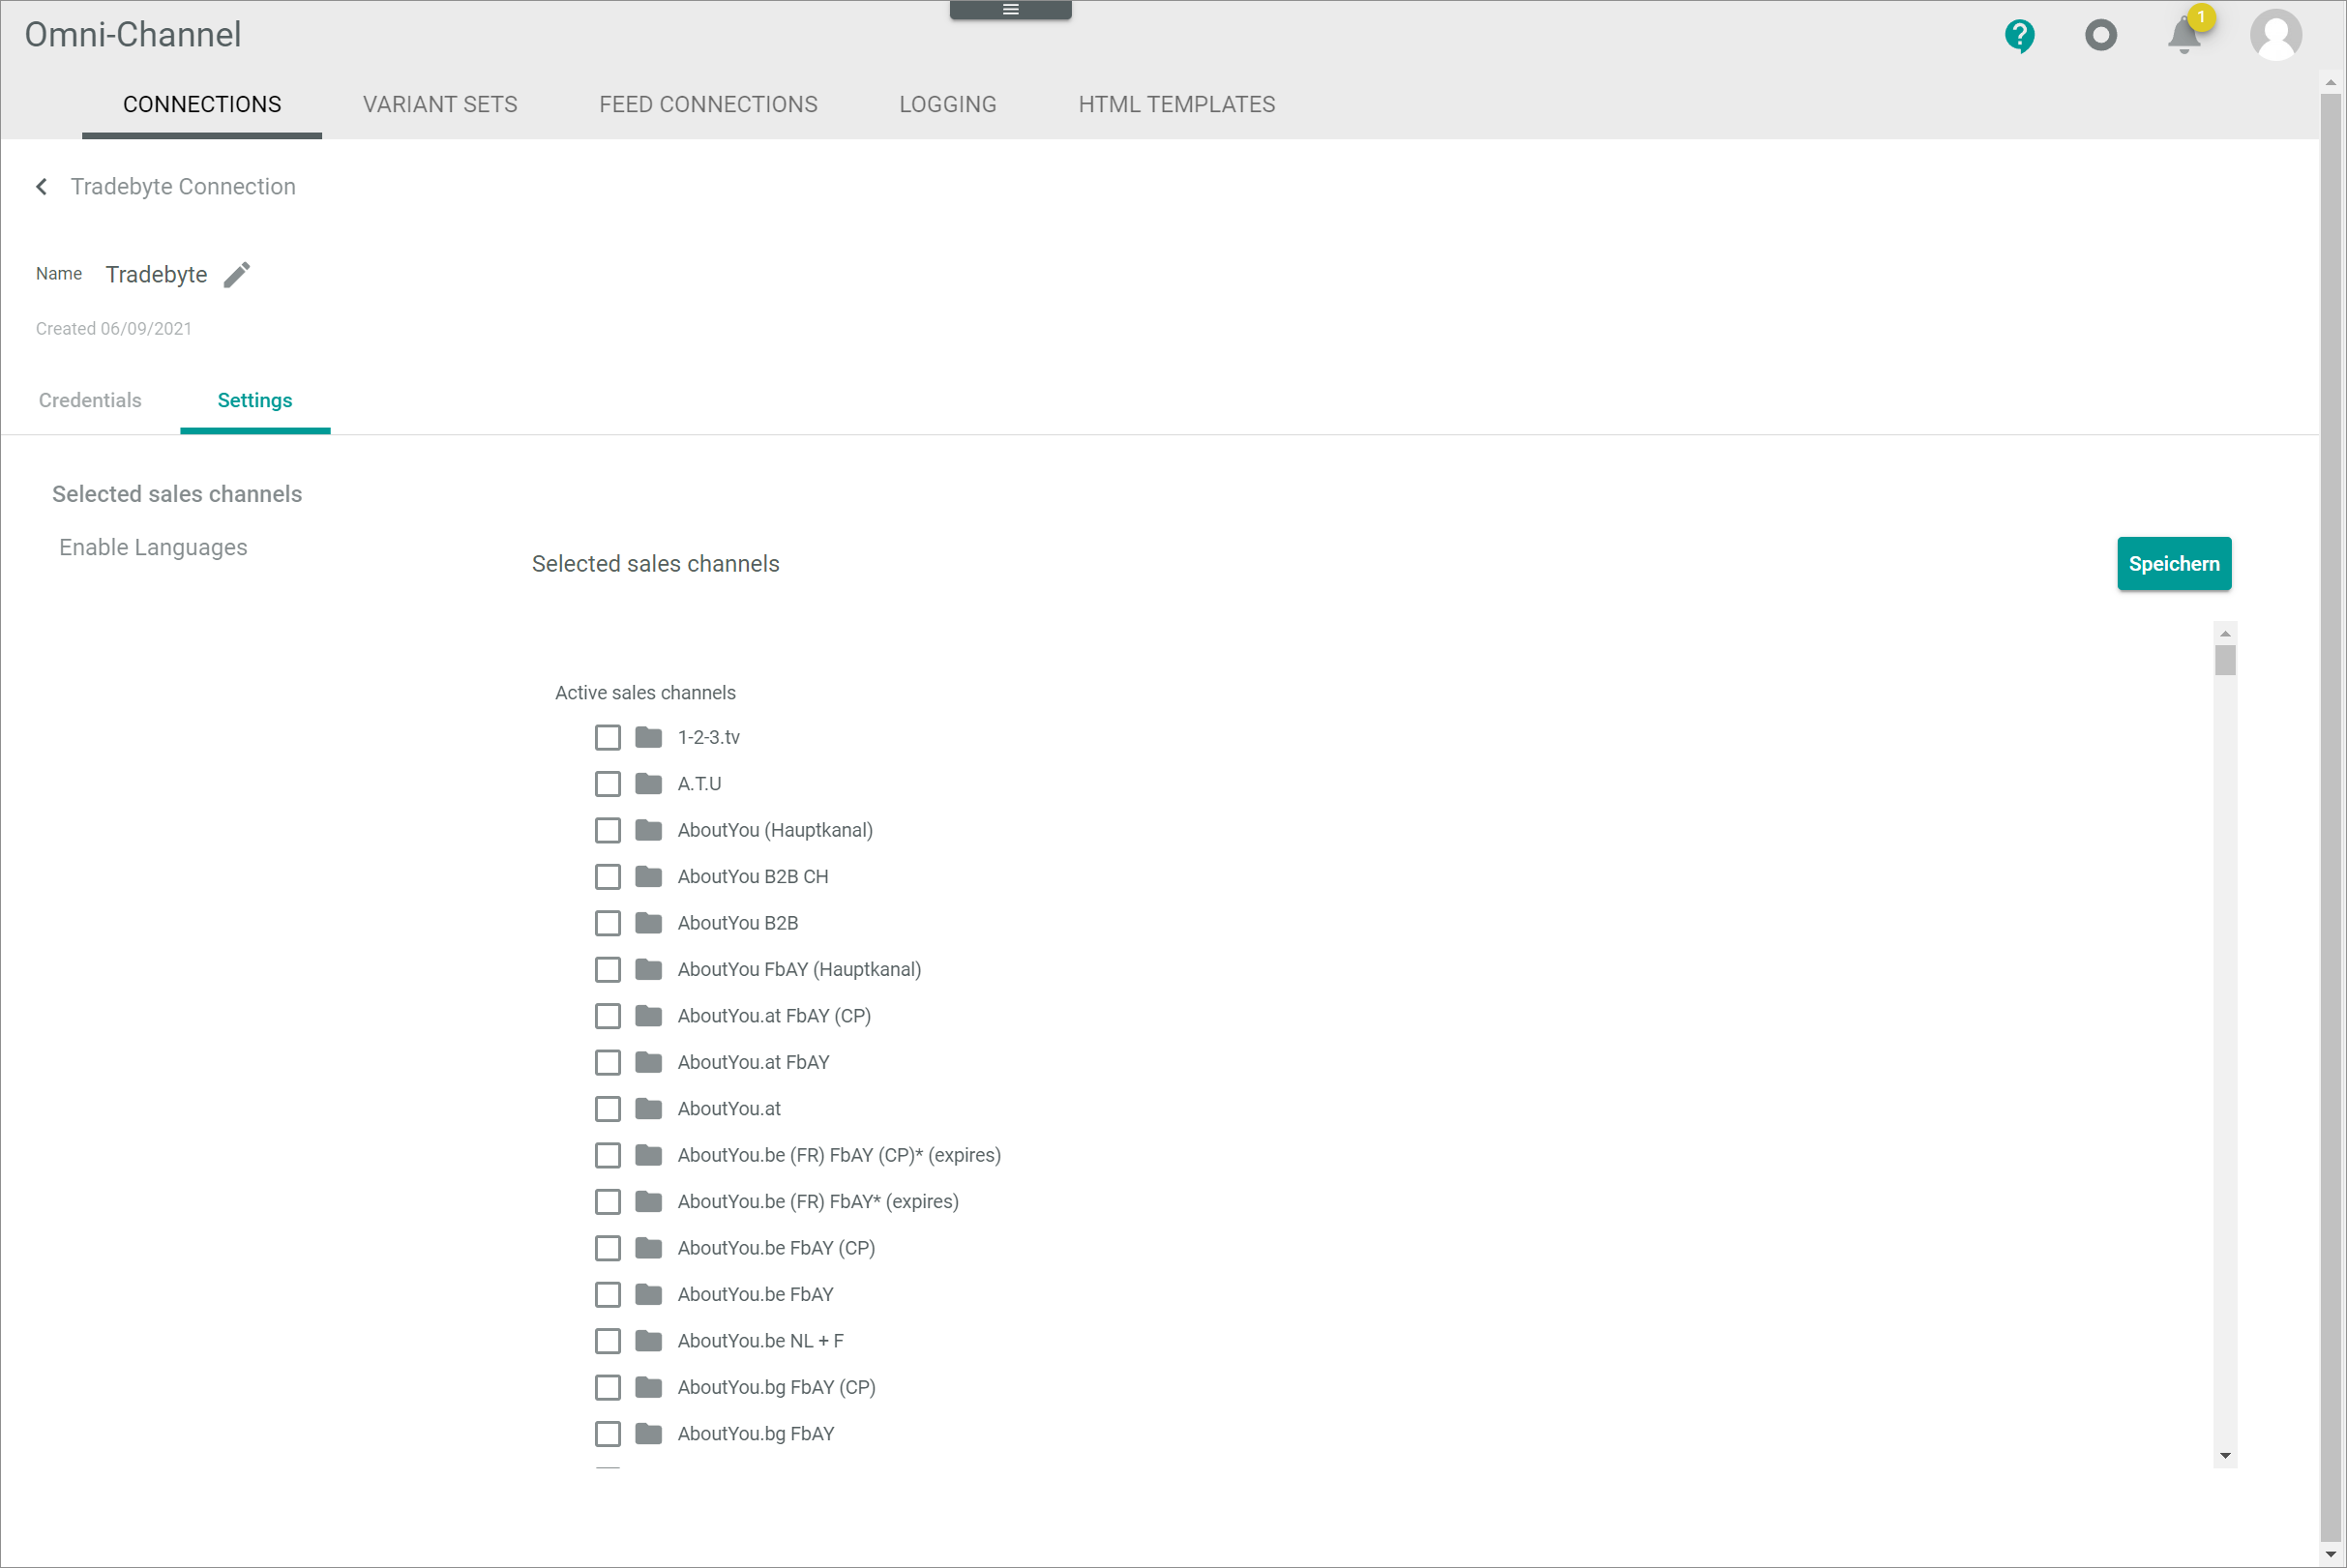 Omni-Channel
1
CONNECTIONS VARIANT SETS FEED CONNECTIONS LOGGING HTML TEMPLATES
Tradebyte Connection
Name Tradebyte
Created 06/09/2021
Credentials Settings
Selected sales channels
Enable Languages
Selected sales channels
Speichern
Active sales channels
1-2-3.tv
A.T.U
AboutYou (Hauptkanal)
AboutYou B2B CH
AboutYou B2B
AboutYou FbAY (Hauptkanal)
AboutYou.at FbAY (CP)
AboutYou.at FbAY
AboutYou.at
AboutYou.be (FR) FbAY (CP)* (expires)
AboutYou.be (FR) FbAY* (expires)
AboutYou.be FbAY (CP)
AboutYou.be FbAY
AboutYou.be NL + F
AboutYou.bg FbAY (CP)
AboutYou.bg FbAY